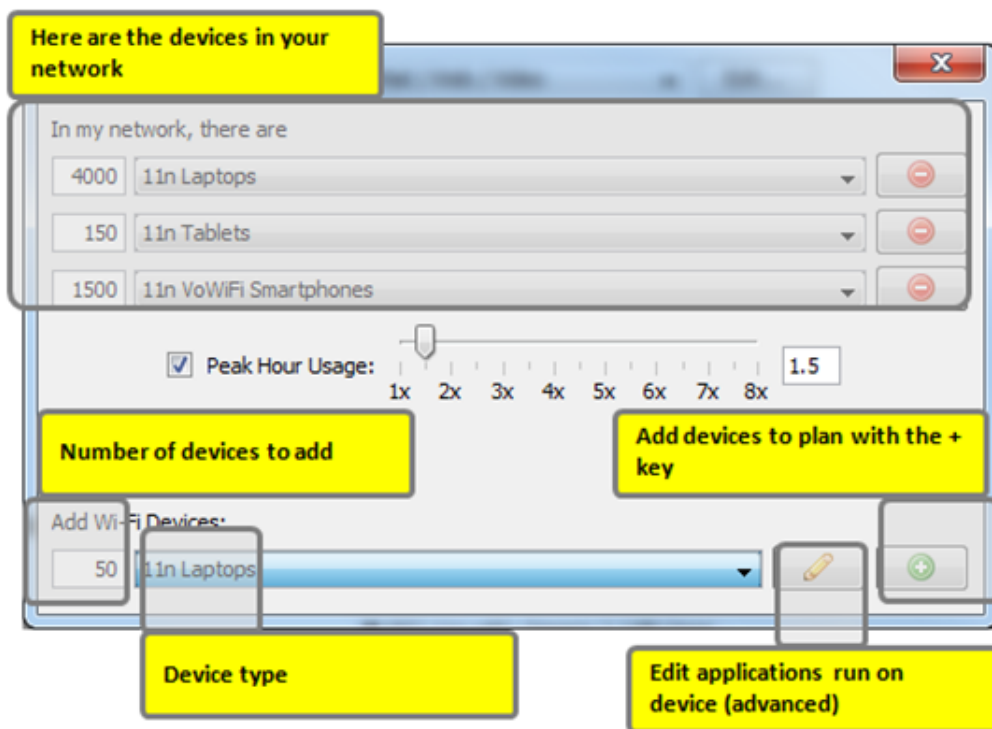 Here are the devices in your
network
In my network, there are
4000 11n Laptops
150 11n Tablets
1500 11n VoWiFi Smartphones
Peak Hour Usage: 1.5
1x 2x 3x 4x 5x 6x 7x 8x
Number of devices to add
Add devices to plan with the +
key
Add Wi-Fi Devices:
50 11n Laptops
Device type
Edit applications run on
device (advanced)